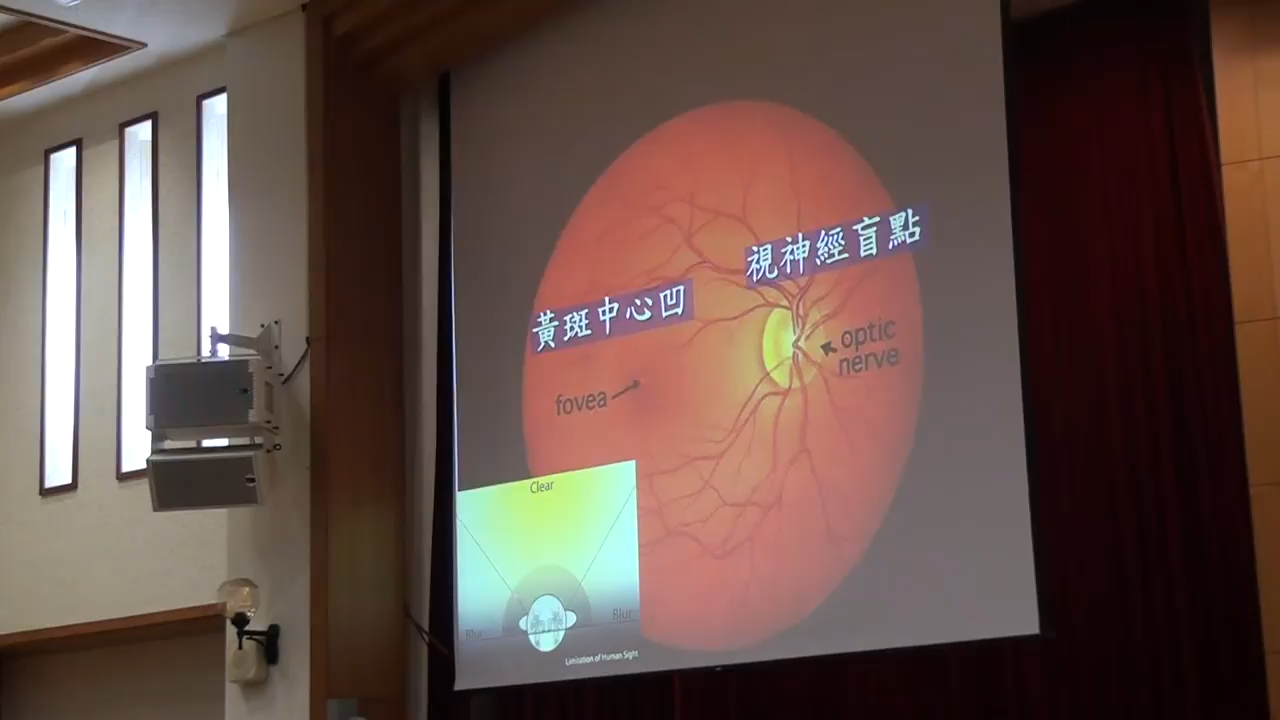 視神經盲點
黃斑中心凹
optic
nerve
fovea
Clear
Blur
Blur
Limitation of Human Sight